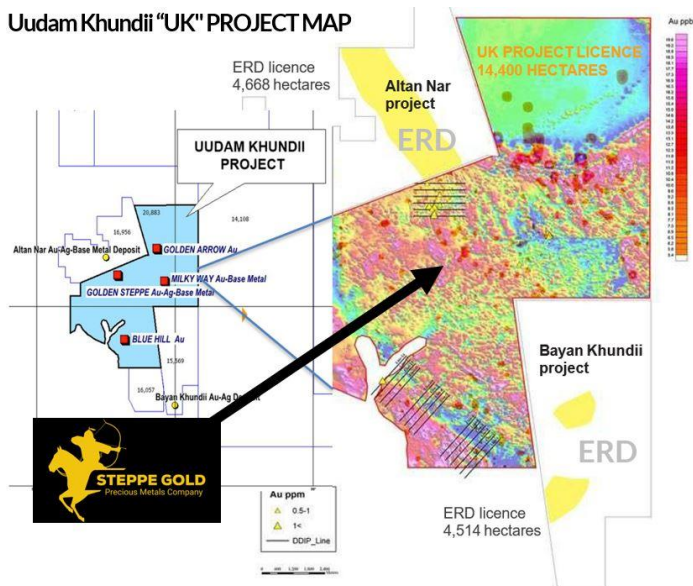 Uudam Khundii “UK" PROJECT MAP
Au ppb
ERD licence
4,668 hectares
Altan Nar
project
ERD
UK PROJECT LICENCE
14,400 HECTARES
UUDAM KHUNDII
PROJECT
20,883
14,108
16,956
Altan Nar Au-Ag-Base Metal Deposit
GOLDEN ARROW Au
MILKY WAY Au-Base Metal
GOLDEN STEPPE Au-Ag-Base Metal
BLUE HILL Au
15,569
16,057
Bayan Khundii Au-Ag Deposit
Bayan Khundii
project
ERD
STEPPE GOLD
Precious Metals Company
Au ppm
0.5-1
1<
DDIP_Line
ERD licence
4,514 hectares